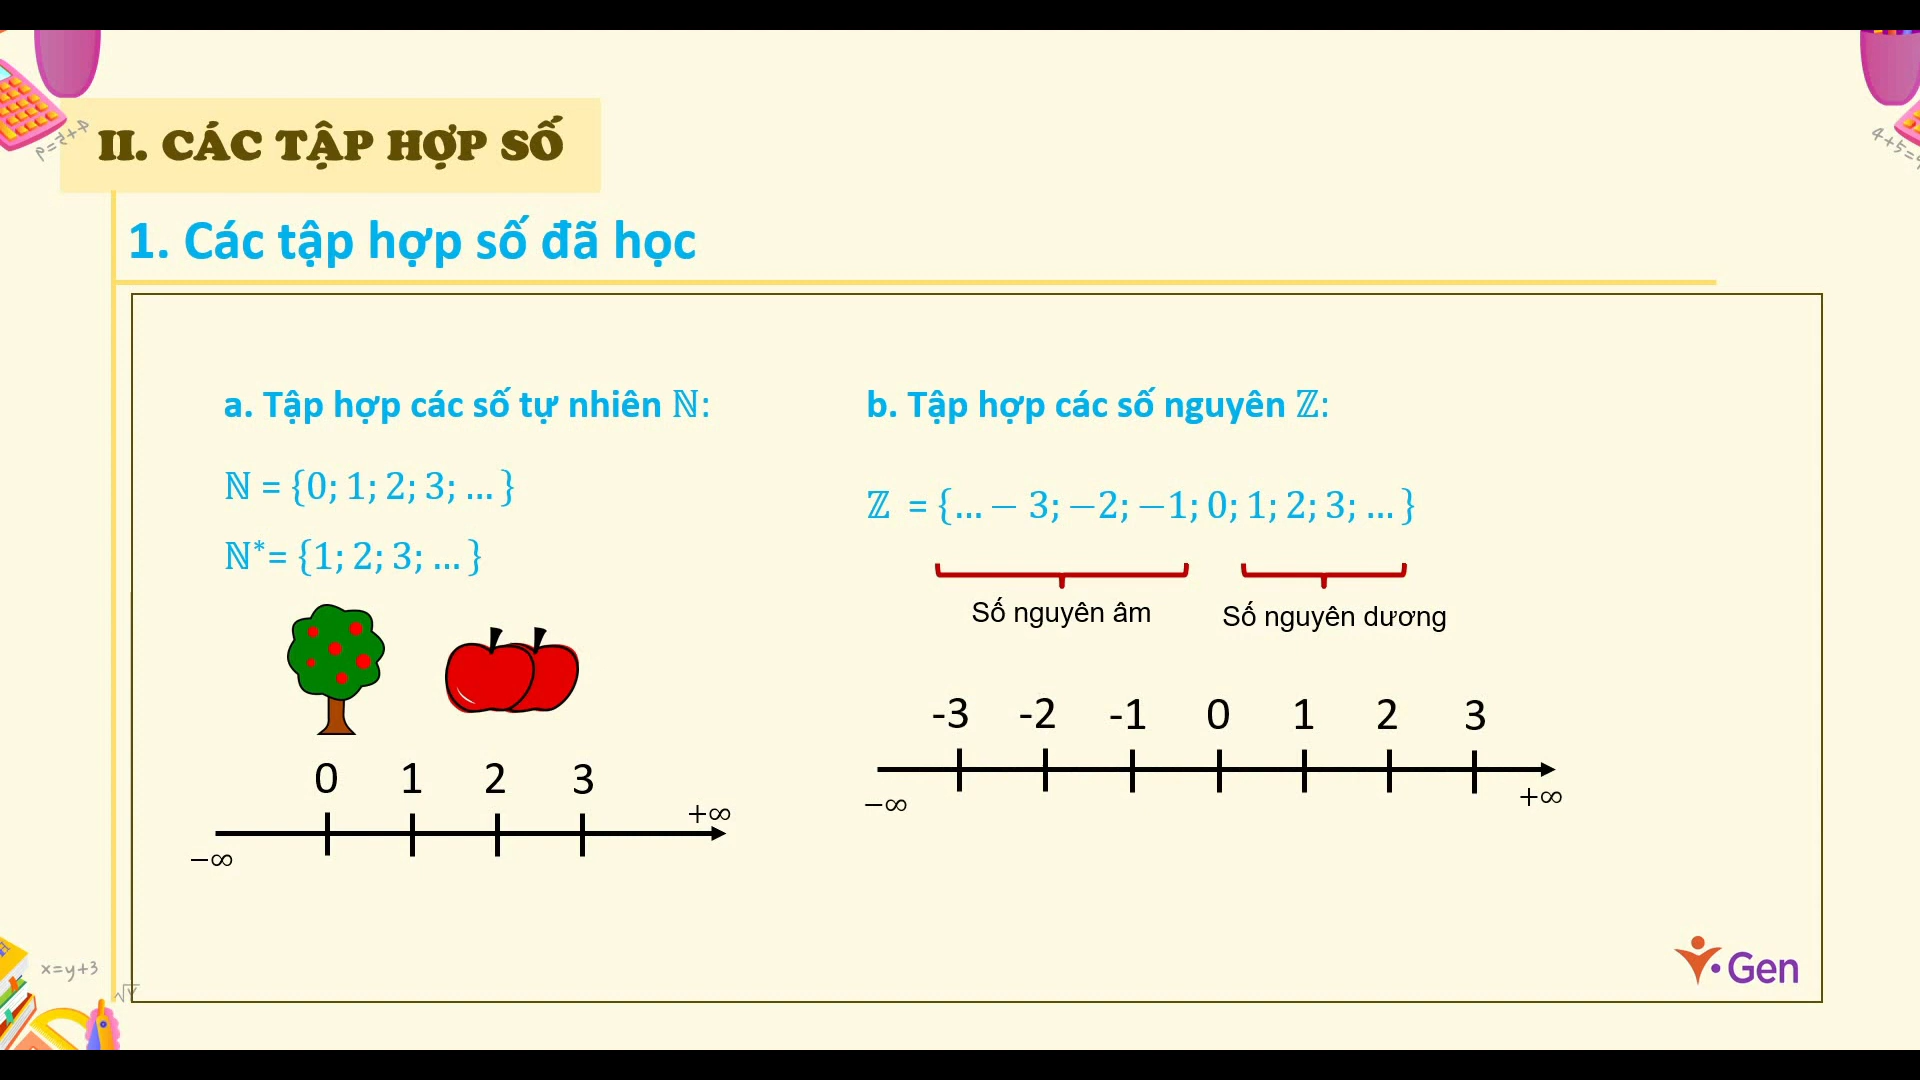 II. CÁC TẬP HỢP SỐ
1. Các tập hợp số đã học
a. Tập hợp các số tự nhiên ℕ:
ℕ = {0; 1; 2; 3; … }
ℕ*= {1; 2; 3; … }
0 1 2 3
+∞
−∞
b. Tập hợp các số nguyên ℤ:
ℤ = {… − 3; −2; −1; 0; 1; 2; 3; … }
Số nguyên âm
Số nguyên dương
-3 -2 -1 0 1 2 3
−∞
+∞
Gen
x=y+3